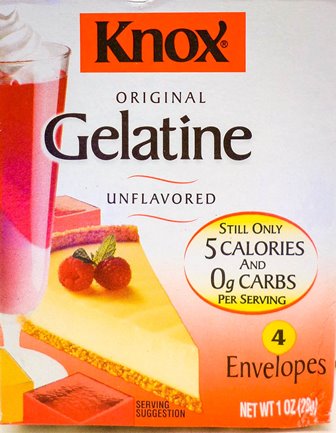 Knox®
ORIGINAL
Gelatine
UNFLAVORED
STILL ONLY
5 CALORIES
AND
0g CARBS
PER SERVING
4
Envelopes
SERVING
SUGGESTION
NET WT 1 OZ (28g)